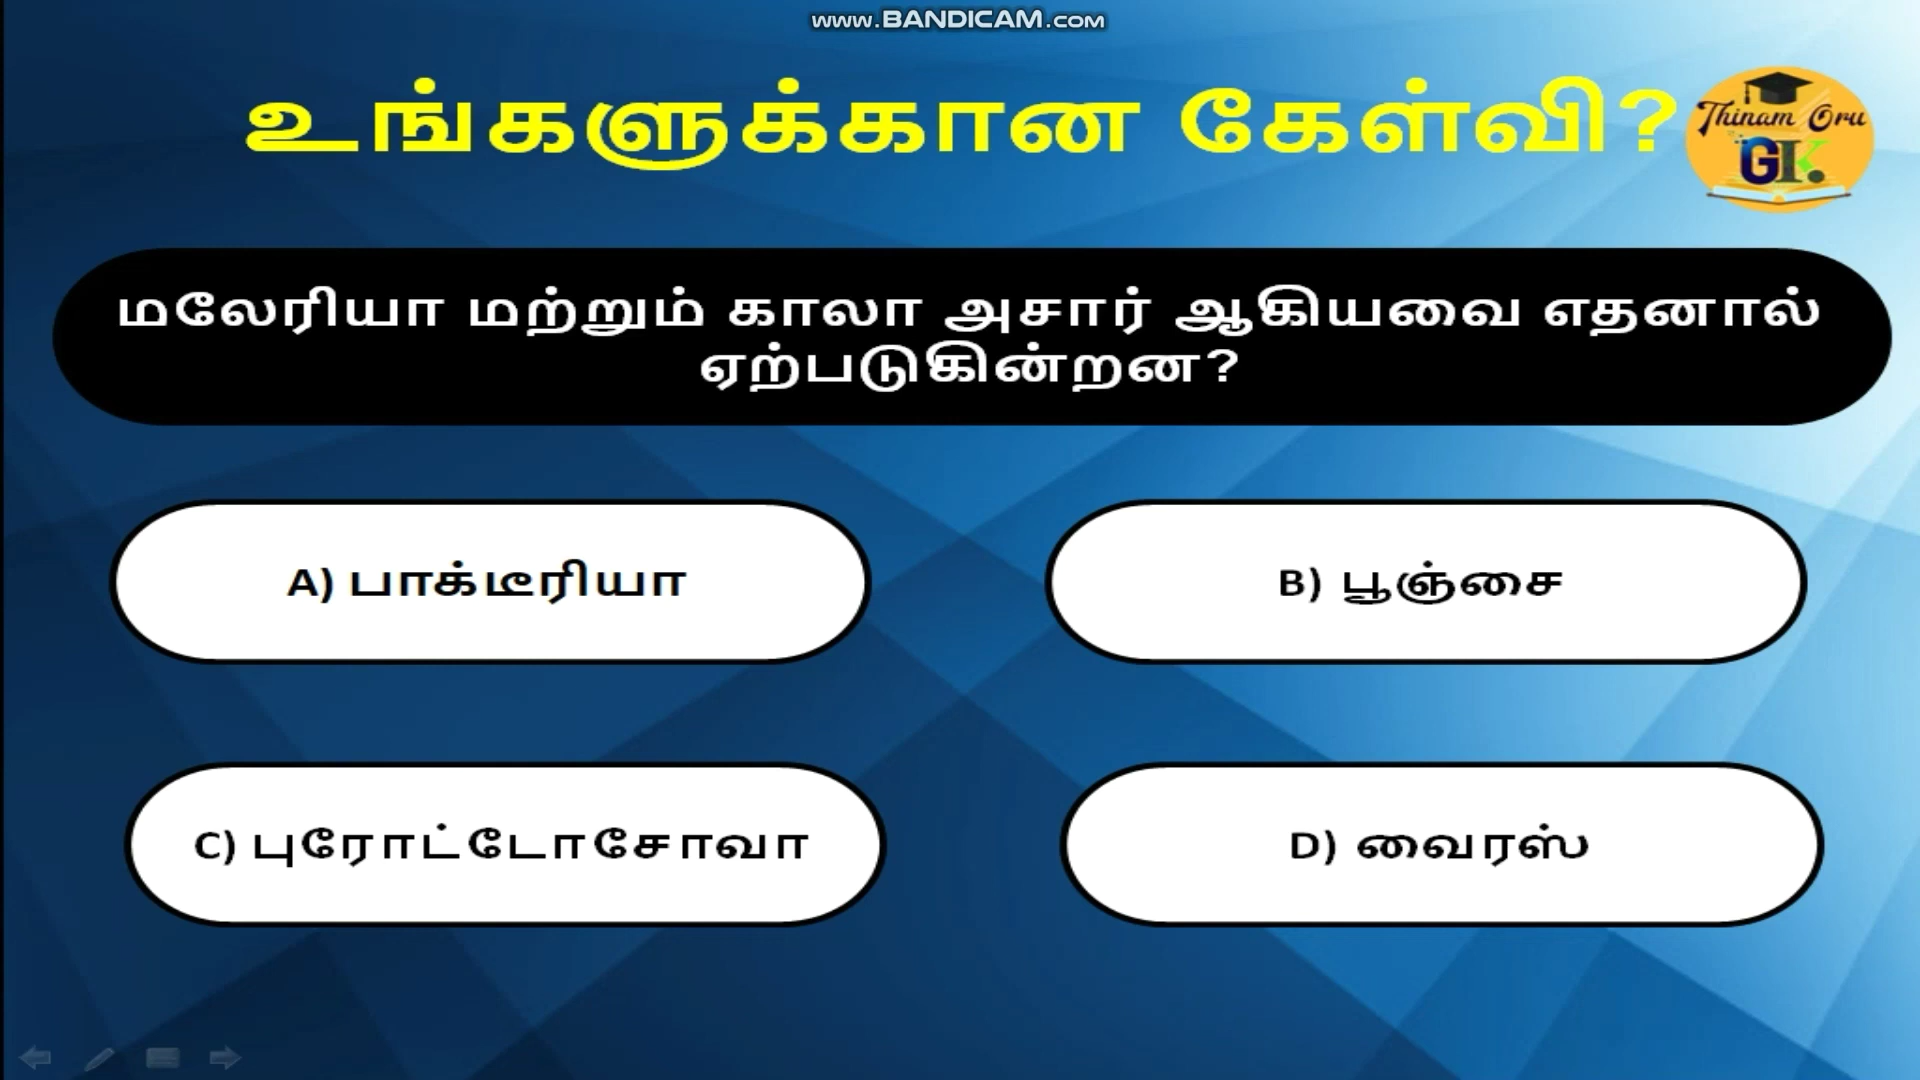 www.BANDICAM.com
உங்களுக்கான கேள்வி?
Thinam Oru
GK
மலேரியா மற்றும் காலா அசார் ஆகியவை எதனால்
ஏற்படுகின்றன?
A) பாக்டீரியா
B) பூஞ்சை
C) புரோட்டோசோவா
D) வைரஸ்